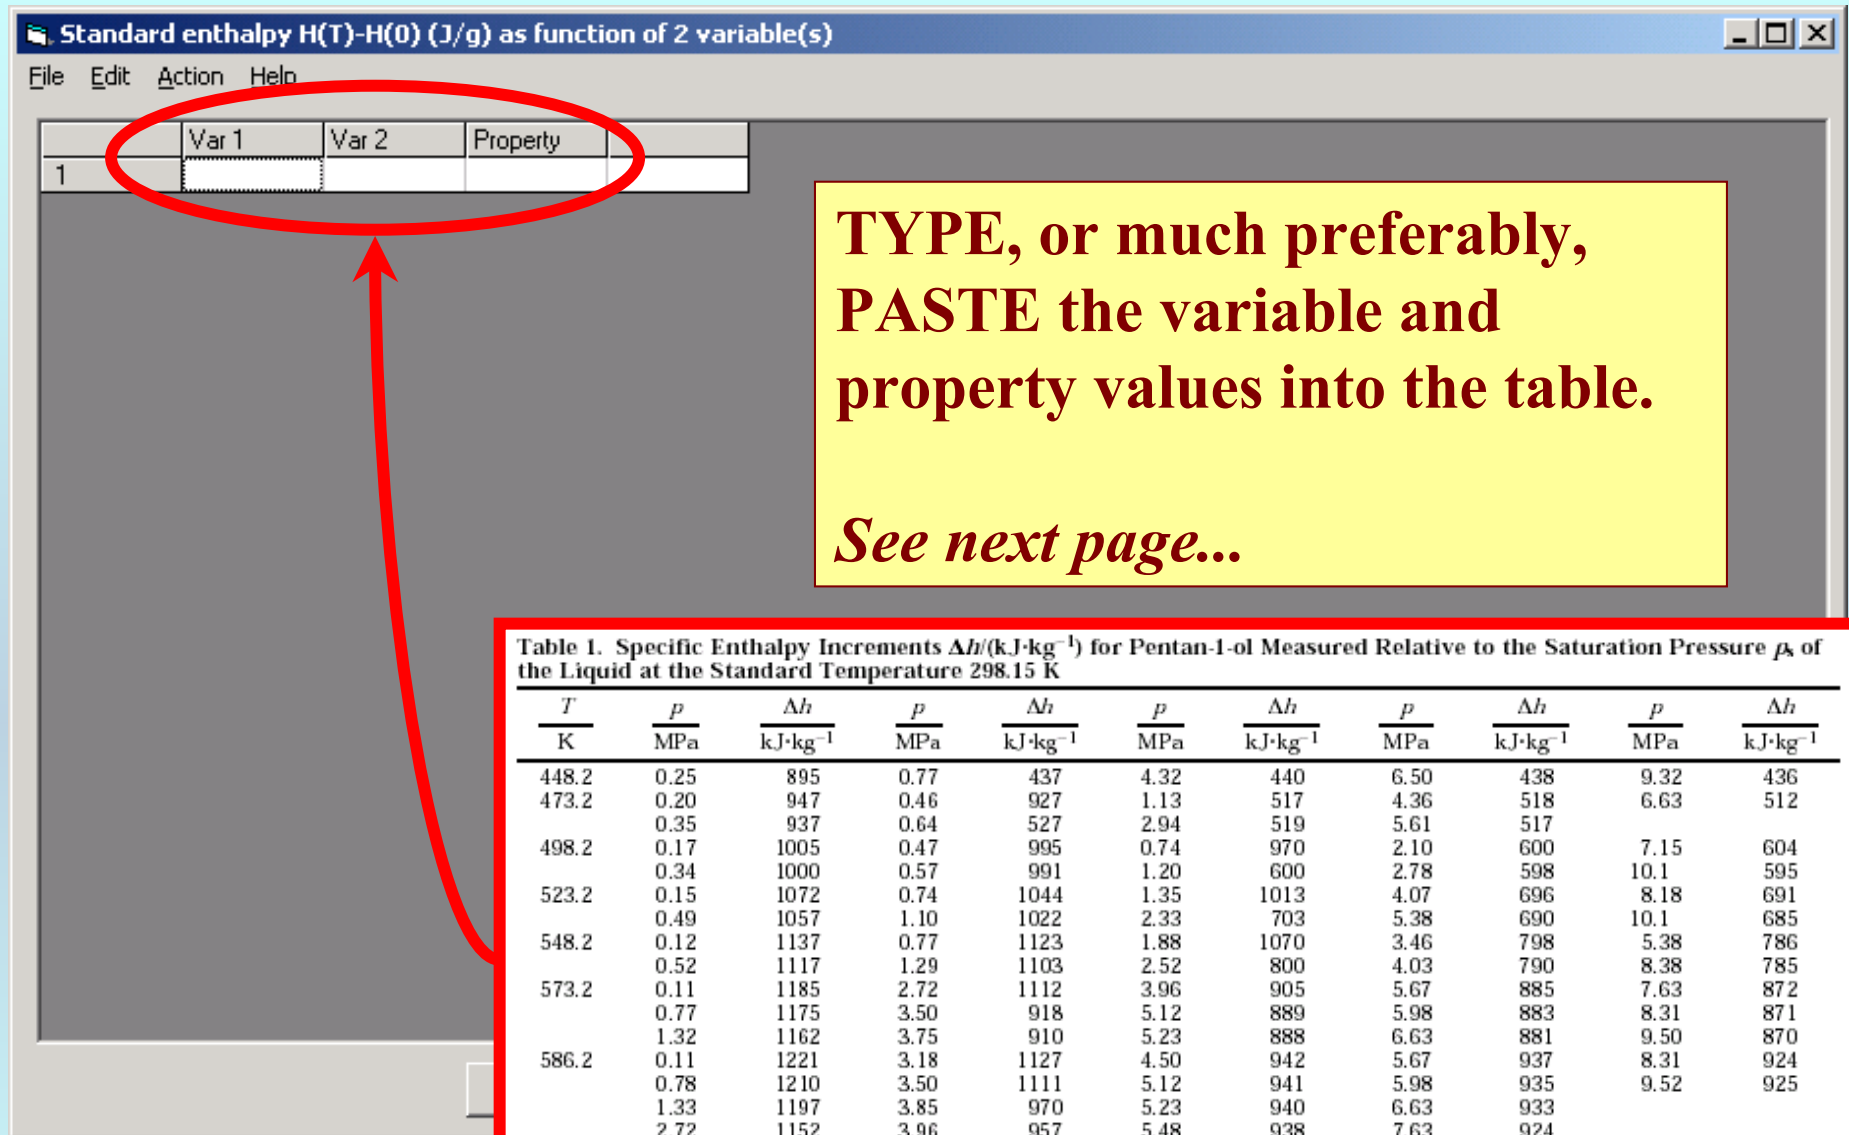 Standard enthalpy H(T)-H(0) (J/g) as function of 2 variable(s)
File Edit Action Help
Var 1 Var 2 Property
1
TYPE, or much preferably,
PASTE the variable and
property values into the table.
See next page...
Table 1. Specific Enthalpy Increments Δh/(kJ·kg⁻¹) for Pentan-1-ol Measured Relative to the Saturation Pressure pₛ of
the Liquid at the Standard Temperature 298.15 K
T p Δh p Δh p Δh p Δh p Δh
K MPa kJ·kg⁻¹ MPa kJ·kg⁻¹ MPa kJ·kg⁻¹ MPa kJ·kg⁻¹ MPa kJ·kg⁻¹
448.2 0.25 895 0.77 437 4.32 440 6.50 438 9.32 436
473.2 0.20 947 0.46 927 1.13 517 4.36 518 6.63 512
0.35 937 0.64 527 2.94 519 5.61 517
498.2 0.17 1005 0.47 995 0.74 970 2.10 600 7.15 604
0.34 1000 0.57 991 1.20 600 2.78 598 10.1 595
523.2 0.15 1072 0.74 1044 1.35 1013 4.07 696 8.18 691
0.49 1057 1.10 1022 2.33 703 5.38 690 10.1 685
548.2 0.12 1137 0.77 1123 1.88 1070 3.46 798 5.38 786
0.52 1117 1.29 1103 2.52 800 4.03 790 8.38 785
573.2 0.11 1185 2.72 1112 3.96 905 5.67 885 7.63 872
0.77 1175 3.50 918 5.12 889 5.98 883 8.31 871
1.32 1162 3.75 910 5.23 888 6.63 881 9.50 870
586.2 0.11 1221 3.18 1127 4.50 942 5.67 937 8.31 924
0.78 1210 3.50 1111 5.12 941 5.98 935 9.52 925
1.33 1197 3.85 970 5.23 940 6.63 933
2.72 1152 3.96 957 5.48 938 7.63 924